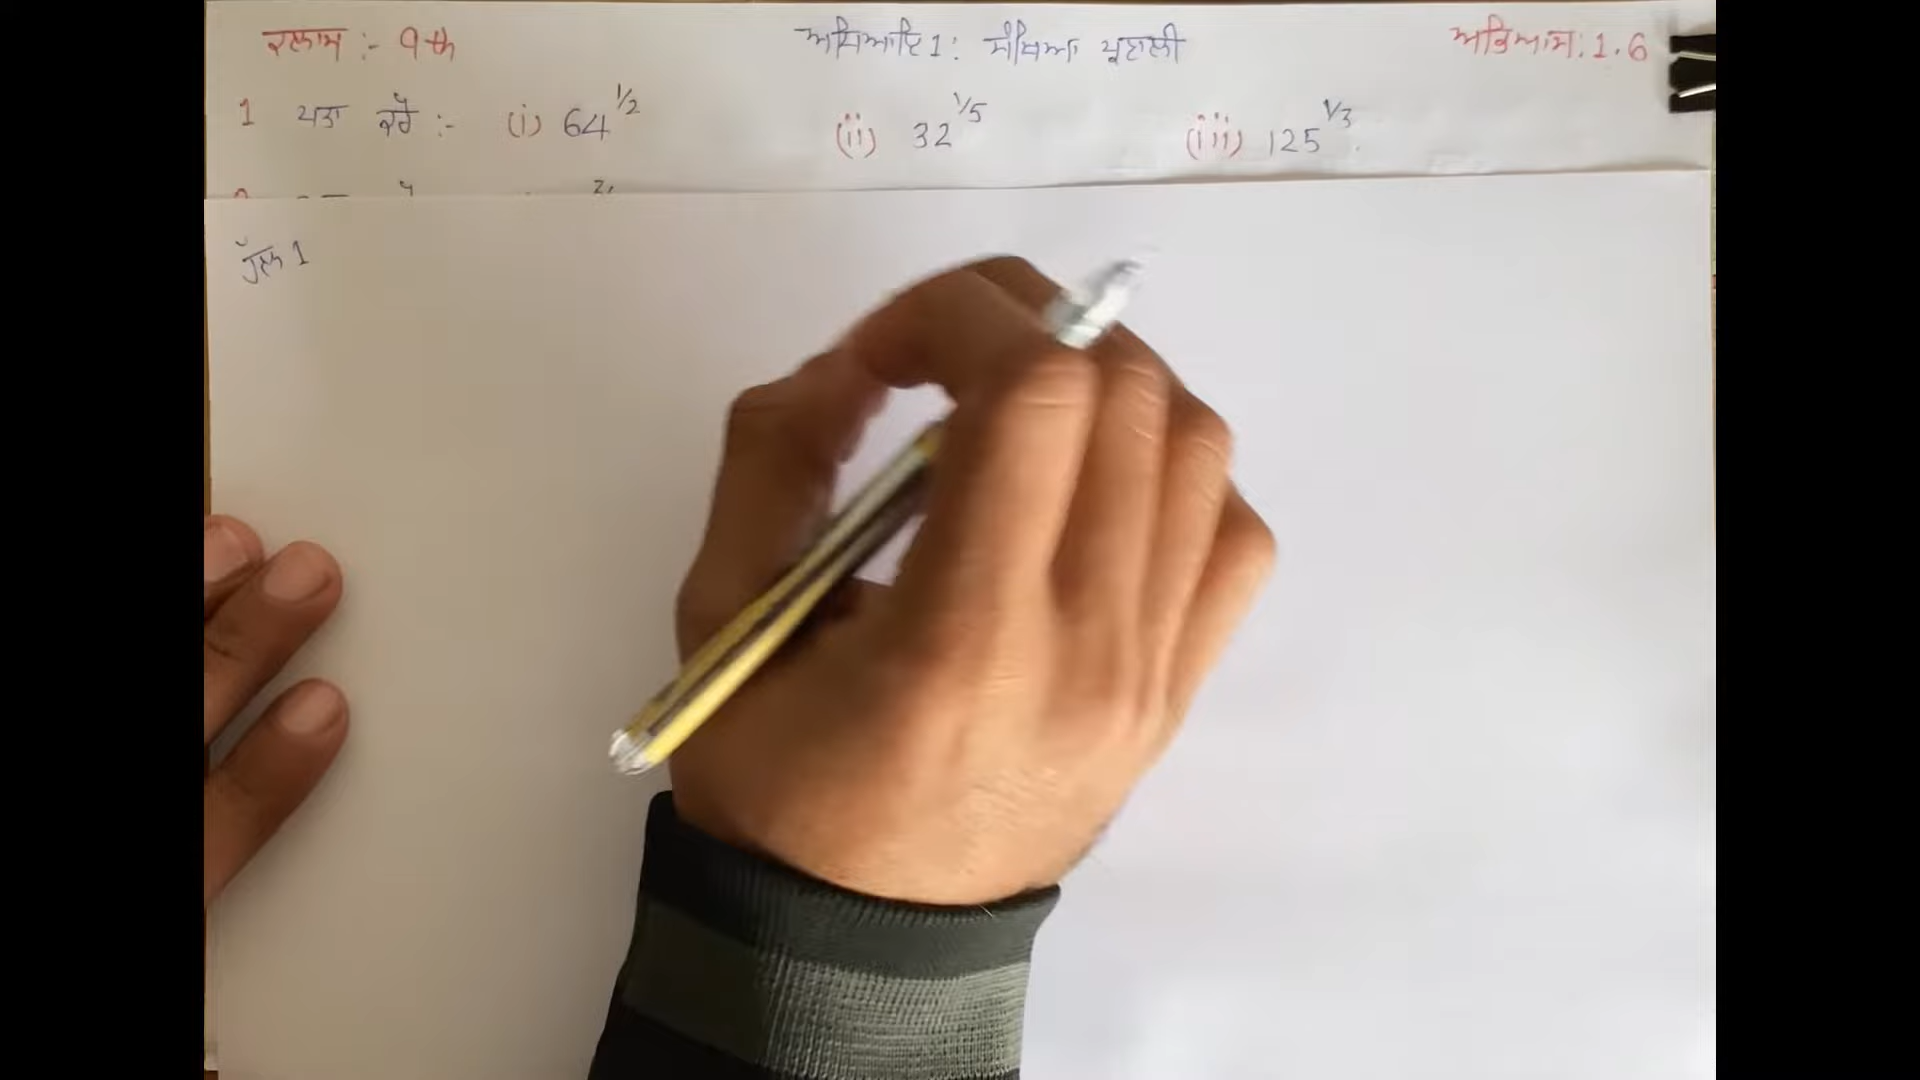 ਕਲਾਸ :- 9th ਅਧਿਆਇ 1: ਸੰਖਿਆ ਪ੍ਰਣਾਲੀ ਅਭਿਆਸ: 1.6
1 ਪਤਾ ਕਰੋ :- (i) 64^1/2 (ii) 32^1/5 (iii) 125^1/3
ਹੱਲ 1